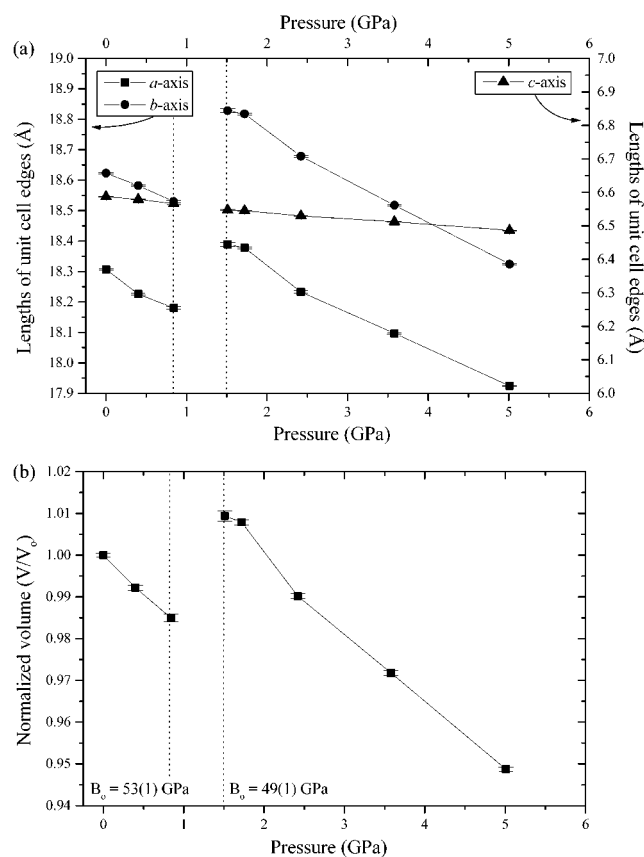 Pressure (GPa)
0 1 2 3 4 5 6
(a)
19.0
18.9
18.8
18.7
18.6
18.5
18.4
18.3
18.2
18.1
18.0
17.9
Lengths of unit cell edges (Å)
a-axis
b-axis
c-axis
7.0
6.9
6.8
6.7
6.6
6.5
6.4
6.3
6.2
6.1
6.0
Lengths of unit cell edges (Å)
0 1 2 3 4 5 6
Pressure (GPa)
(b)
1.02
1.01
1.00
0.99
0.98
0.97
0.96
0.95
0.94
Normalized volume (V/Vo)
Bo = 53(1) GPa
Bo = 49(1) GPa
0 1 2 3 4 5 6
Pressure (GPa)